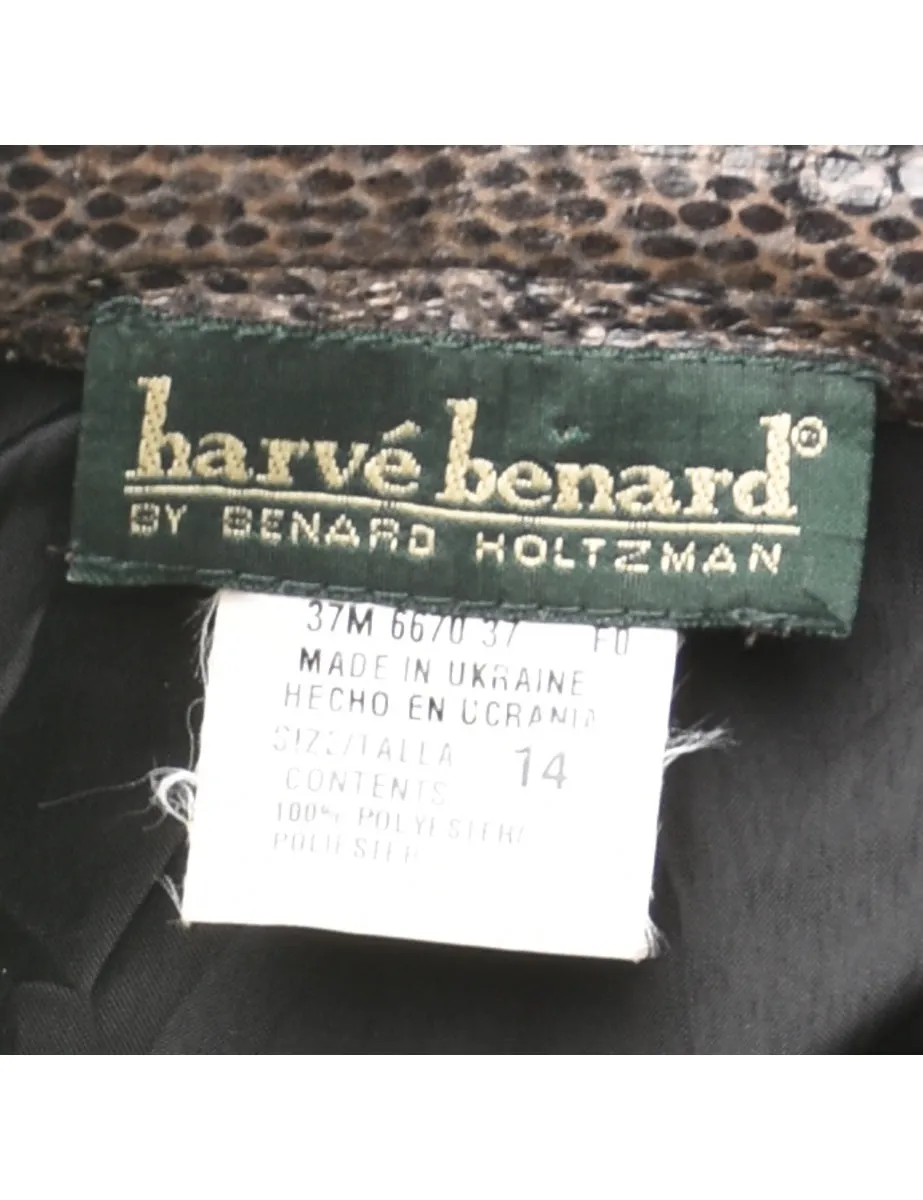 harvé benard®
BY BENARD HOLTZMAN
37M 6670 37 F0
MADE IN UKRAINE
HECHO EN UCRANIA
SIZE/TALLA 14
CONTENTS
100% POLYESTER/
POLIESTER